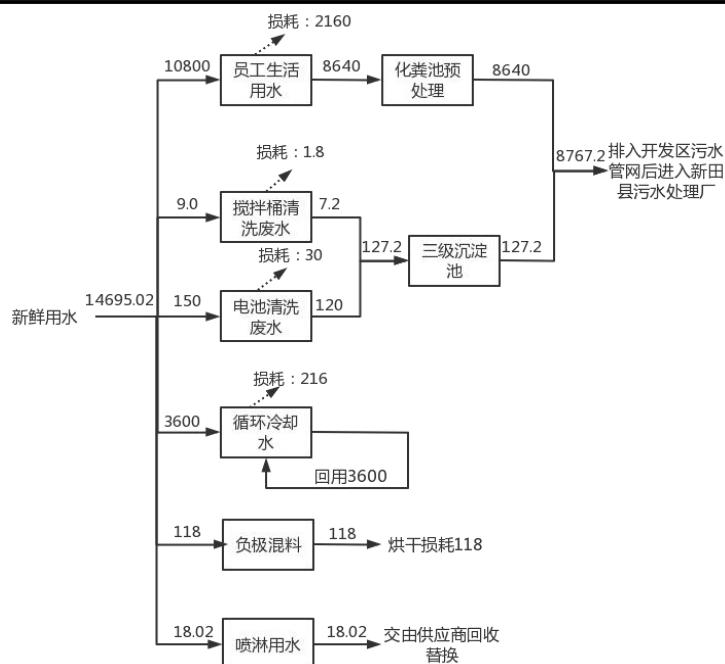 损耗：2160
10800
员工生活
用水
8640
化粪池预
处理
8640
损耗：1.8
9.0
搅拌桶清
洗废水
7.2
8767.2
排入开发区污水
管网后进入新田
县污水处理厂
127.2
三级沉淀
池
127.2
损耗：30
新鲜用水
14695.02
150
电池清洗
废水
120
损耗：216
3600
循环冷却
水
回用3600
118
负极混料
118
烘干损耗118
18.02
喷淋用水
18.02
交由供应商回收
替换